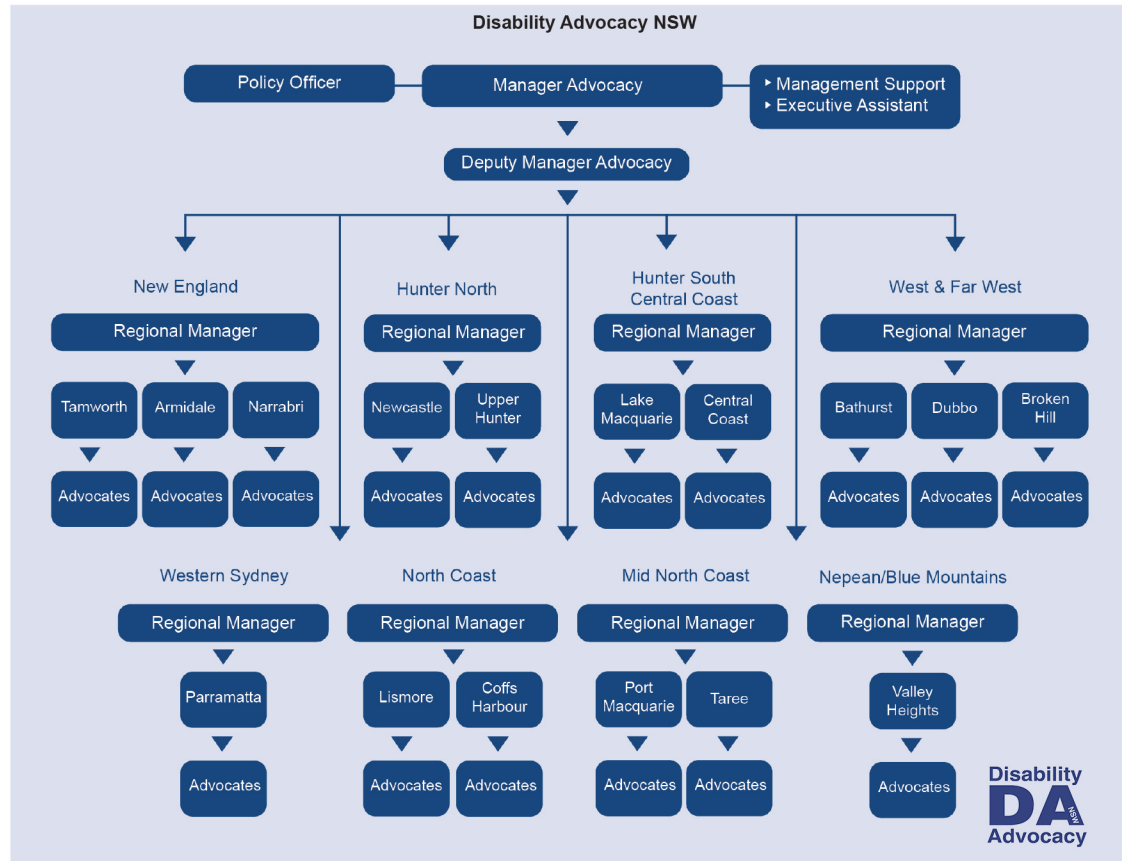 Disability Advocacy NSW
Policy Officer
Manager Advocacy
‣ Management Support
‣ Executive Assistant
Deputy Manager Advocacy
New England
Hunter North
Hunter South
Central Coast
West & Far West
Regional Manager
Regional Manager
Regional Manager
Regional Manager
Tamworth
Armidale
Narrabri
Newcastle
Upper
Hunter
Lake
Macquarie
Central
Coast
Bathurst
Dubbo
Broken
Hill
Advocates
Advocates
Advocates
Advocates
Advocates
Advocates
Advocates
Advocates
Advocates
Advocates
Western Sydney
North Coast
Mid North Coast
Nepean/Blue Mountains
Regional Manager
Regional Manager
Regional Manager
Regional Manager
Parramatta
Lismore
Coffs
Harbour
Port
Macquarie
Taree
Valley
Heights
Advocates
Advocates
Advocates
Advocates
Advocates
Advocates
Disability
DA NSW
Advocacy